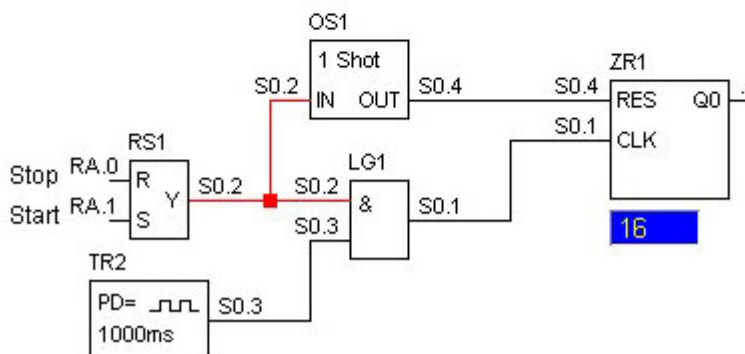 OS1
1 Shot
S0.2
IN OUT
S0.4
S0.4
ZR1
RES Q0
S0.1
CLK
16
RS1
Stop RA.0
R
Y
Start RA.1
S
S0.2
S0.2
LG1
&
S0.3
S0.1
TR2
PD=
1000ms
S0.3